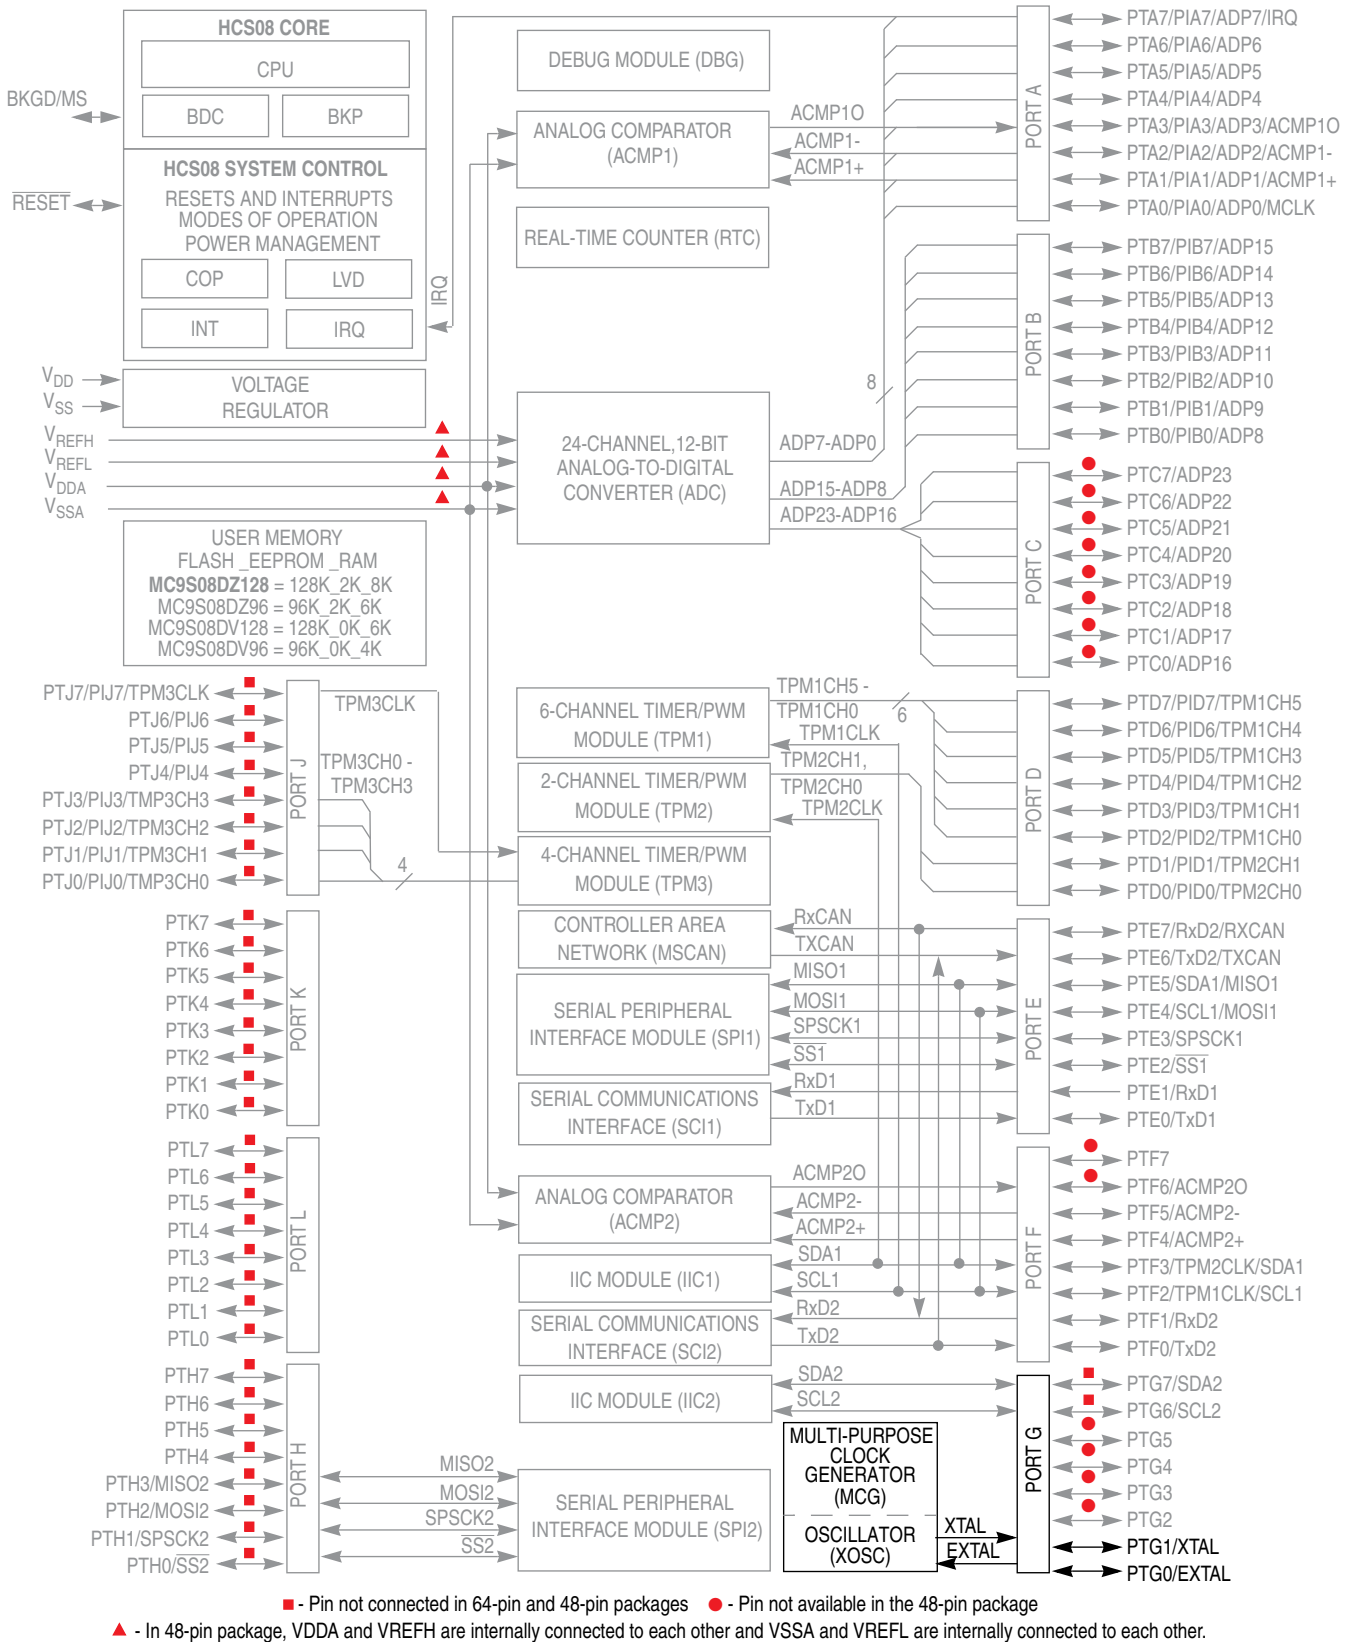 HCS08 CORE
CPU
BDC
BKP
BKGD/MS
HCS08 SYSTEM CONTROL
RESETS AND INTERRUPTS
MODES OF OPERATION
POWER MANAGEMENT
COP
LVD
INT
IRQ
RESET
IRQ
VDD
VSS
VOLTAGE
REGULATOR
VREFH
VREFL
VDDA
VSSA
USER MEMORY
FLASH _EEPROM _RAM
MC9S08DZ128 = 128K_2K_8K
MC9S08DZ96 = 96K_2K_6K
MC9S08DV128 = 128K_0K_6K
MC9S08DV96 = 96K_0K_4K
DEBUG MODULE (DBG)
ANALOG COMPARATOR
(ACMP1)
ACMP1O
ACMP1-
ACMP1+
REAL-TIME COUNTER (RTC)
24-CHANNEL,12-BIT
ANALOG-TO-DIGITAL
CONVERTER (ADC)
8
ADP7-ADP0
ADP15-ADP8
ADP23-ADP16
PORT A
PTA7/PIA7/ADP7/IRQ
PTA6/PIA6/ADP6
PTA5/PIA5/ADP5
PTA4/PIA4/ADP4
PTA3/PIA3/ADP3/ACMP1O
PTA2/PIA2/ADP2/ACMP1-
PTA1/PIA1/ADP1/ACMP1+
PTA0/PIA0/ADP0/MCLK
PORT B
PTB7/PIB7/ADP15
PTB6/PIB6/ADP14
PTB5/PIB5/ADP13
PTB4/PIB4/ADP12
PTB3/PIB3/ADP11
PTB2/PIB2/ADP10
PTB1/PIB1/ADP9
PTB0/PIB0/ADP8
PORT C
PTC7/ADP23
PTC6/ADP22
PTC5/ADP21
PTC4/ADP20
PTC3/ADP19
PTC2/ADP18
PTC1/ADP17
PTC0/ADP16
PTJ7/PIJ7/TPM3CLK
PTJ6/PIJ6
PTJ5/PIJ5
PTJ4/PIJ4
PTJ3/PIJ3/TMP3CH3
PTJ2/PIJ2/TPM3CH2
PTJ1/PIJ1/TPM3CH1
PTJ0/PIJ0/TMP3CH0
PORT J
TPM3CLK
TPM3CH0 -
TPM3CH3
4
6-CHANNEL TIMER/PWM
MODULE (TPM1)
2-CHANNEL TIMER/PWM
MODULE (TPM2)
4-CHANNEL TIMER/PWM
MODULE (TPM3)
TPM1CH5 -
TPM1CH0
6
TPM1CLK
TPM2CH1,
TPM2CH0
TPM2CLK
PORT D
PTD7/PID7/TPM1CH5
PTD6/PID6/TPM1CH4
PTD5/PID5/TPM1CH3
PTD4/PID4/TPM1CH2
PTD3/PID3/TPM1CH1
PTD2/PID2/TPM1CH0
PTD1/PID1/TPM2CH1
PTD0/PID0/TPM2CH0
PTK7
PTK6
PTK5
PTK4
PTK3
PTK2
PTK1
PTK0
PORT K
CONTROLLER AREA
NETWORK (MSCAN)
RxCAN
TXCAN
SERIAL PERIPHERAL
INTERFACE MODULE (SPI1)
MISO1
MOSI1
SPSCK1
SS1
SERIAL COMMUNICATIONS
INTERFACE (SCI1)
RxD1
TxD1
PORT E
PTE7/RxD2/RXCAN
PTE6/TxD2/TXCAN
PTE5/SDA1/MISO1
PTE4/SCL1/MOSI1
PTE3/SPSCK1
PTE2/SS1
PTE1/RxD1
PTE0/TxD1
PTL7
PTL6
PTL5
PTL4
PTL3
PTL2
PTL1
PTL0
PORT L
ANALOG COMPARATOR
(ACMP2)
ACMP2O
ACMP2-
ACMP2+
IIC MODULE (IIC1)
SDA1
SCL1
SERIAL COMMUNICATIONS
INTERFACE (SCI2)
RxD2
TxD2
PORT F
PTF7
PTF6/ACMP2O
PTF5/ACMP2-
PTF4/ACMP2+
PTF3/TPM2CLK/SDA1
PTF2/TPM1CLK/SCL1
PTF1/RxD2
PTF0/TxD2
PTH7
PTH6
PTH5
PTH4
PTH3/MISO2
PTH2/MOSI2
PTH1/SPSCK2
PTH0/SS2
PORT H
MISO2
MOSI2
SPSCK2
SS2
IIC MODULE (IIC2)
SDA2
SCL2
SERIAL PERIPHERAL
INTERFACE MODULE (SPI2)
MULTI-PURPOSE
CLOCK
GENERATOR
(MCG)
OSCILLATOR
(XOSC)
XTAL
EXTAL
PORT G
PTG7/SDA2
PTG6/SCL2
PTG5
PTG4
PTG3
PTG2
PTG1/XTAL
PTG0/EXTAL
- Pin not connected in 64-pin and 48-pin packages
- Pin not available in the 48-pin package
- In 48-pin package, VDDA and VREFH are internally connected to each other and VSSA and VREFL are internally connected to each other.